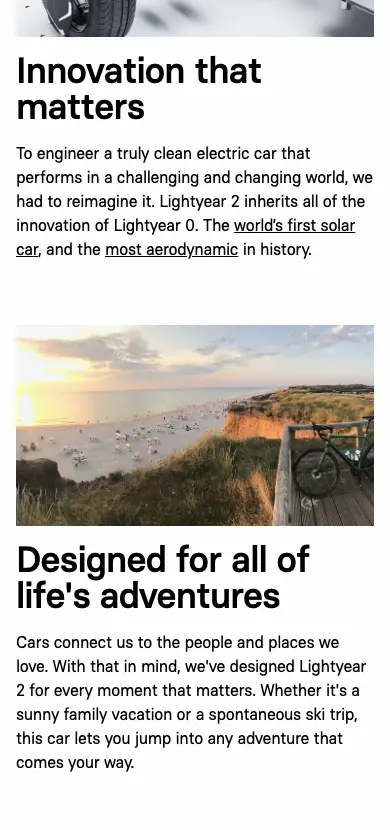 Innovation that
matters
To engineer a truly clean electric car that
performs in a challenging and changing world, we
had to reimagine it. Lightyear 2 inherits all of the
innovation of Lightyear 0. The world’s first solar
car, and the most aerodynamic in history.
Designed for all of
life's adventures
Cars connect us to the people and places we
love. With that in mind, we've designed Lightyear
2 for every moment that matters. Whether it's a
sunny family vacation or a spontaneous ski trip,
this car lets you jump into any adventure that
comes your way.